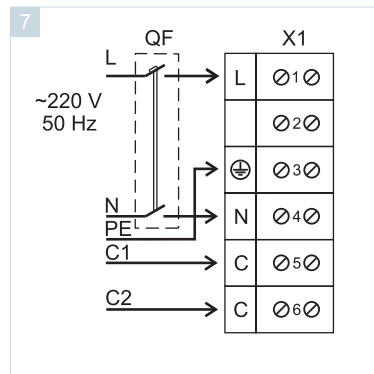 7
QF X1
L L 1
~220 V
50 Hz
2
3
N N 4
PE
C1 C 5
C2 C 6